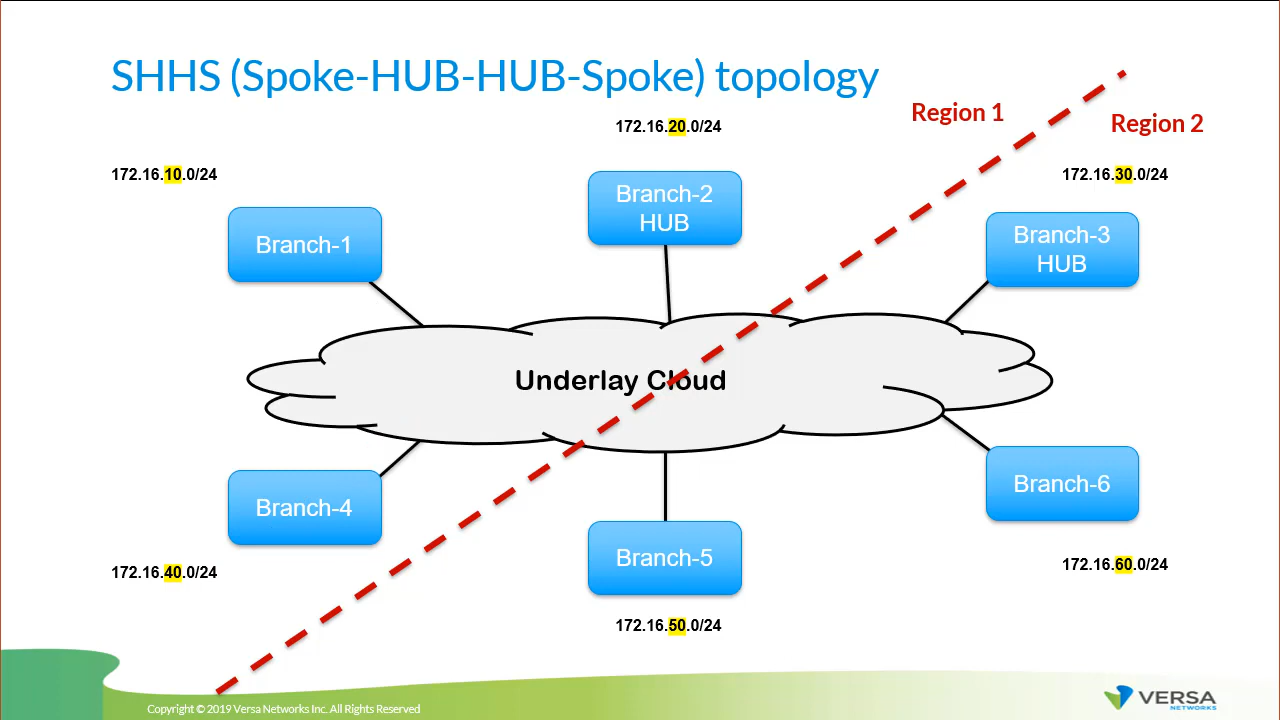 SHHS (Spoke-HUB-HUB-Spoke) topology
Region 1
Region 2
172.16.20.0/24
172.16.10.0/24
172.16.30.0/24
Branch-1
Branch-2
HUB
Branch-3
HUB
Underlay Cloud
Branch-4
Branch-5
Branch-6
172.16.40.0/24
172.16.60.0/24
172.16.50.0/24
Copyright © 2019 Versa Networks Inc. All Rights Reserved
VERSA
NETWORKS